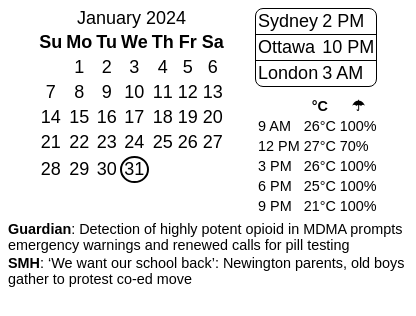 January 2024
Su Mo Tu We Th Fr Sa
1 2 3 4 5 6
7 8 9 10 11 12 13
14 15 16 17 18 19 20
21 22 23 24 25 26 27
28 29 30 31
Sydney 2 PM
Ottawa 10 PM
London 3 AM
°C ☂
9 AM 26°C 100%
12 PM 27°C 70%
3 PM 26°C 100%
6 PM 25°C 100%
9 PM 21°C 100%
Guardian: Detection of highly potent opioid in MDMA prompts
emergency warnings and renewed calls for pill testing
SMH: ‘We want our school back’: Newington parents, old boys
gather to protest co-ed move